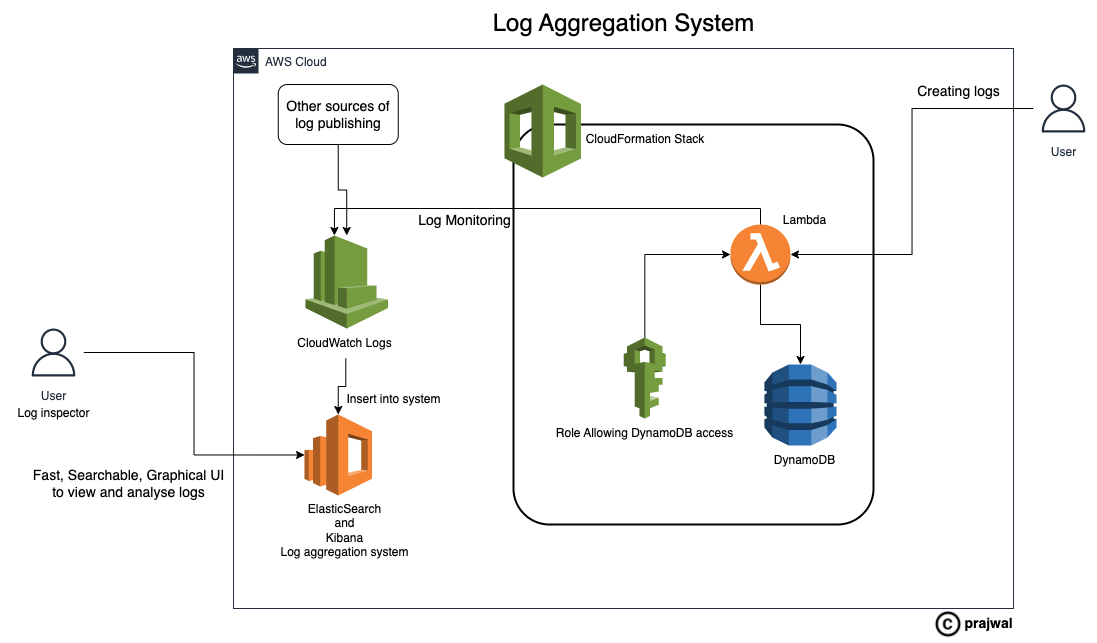 Log Aggregation System
aws
AWS Cloud
Other sources of
log publishing
CloudFormation Stack
Creating logs
User
Log Monitoring
Lambda
λ
CloudWatch Logs
User
Log inspector
Insert into system
Role Allowing DynamoDB access
DynamoDB
Fast, Searchable, Graphical UI
to view and analyse logs
ElasticSearch
and
Kibana
Log aggregation system
© prajwal